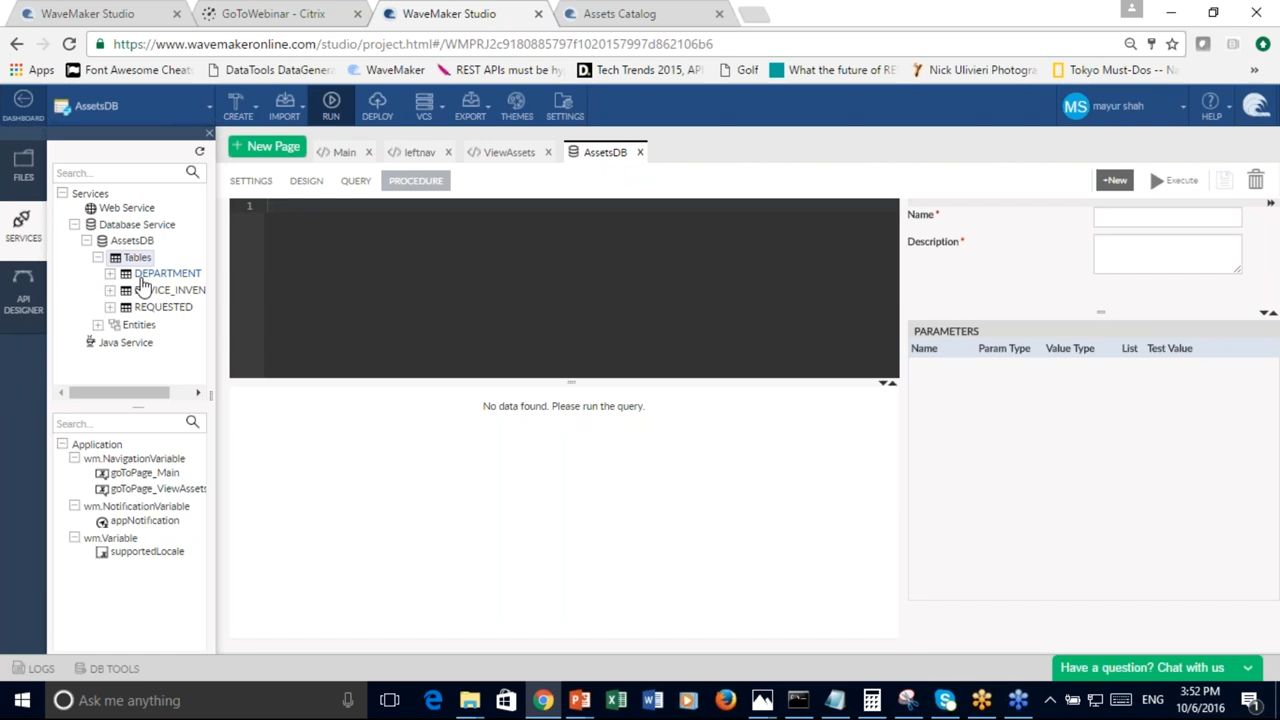 WaveMaker Studio
GoToWebinar - Citrix
WaveMaker Studio
Assets Catalog
https://www.wavemakeronline.com/studio/project.html#/WMPRJ2c9180885797f1020157997d862106b6
Apps
Font Awesome Cheats
DataTools DataGener
WaveMaker
REST APIs must be hy
Tech Trends 2015, API
Golf
What the future of RE
Nick Ulivieri Photogra
Tokyo Must-Dos -- Na
DASHBOARD
AssetsDB
CREATE
IMPORT
RUN
DEPLOY
VCS
EXPORT
THEMES
SETTINGS
MS
mayur shah
HELP
FILES
SERVICES
API
DESIGNER
Search...
Services
Web Service
Database Service
AssetsDB
Tables
DEPARTMENT
VICE_INVEN
REQUESTED
Entities
Java Service
Search...
Application
wm.NavigationVariable
goToPage_Main
goToPage_ViewAssets
wm.NotificationVariable
appNotification
wm.Variable
supportedLocale
+ New Page
</> Main
</> leftnav
</> ViewAssets
AssetsDB
SETTINGS
DESIGN
QUERY
PROCEDURE
+New
Execute
1
Name*
Description*
PARAMETERS
Name
Param Type
Value Type
List
Test Value
No data found. Please run the query.
LOGS
DB TOOLS
Have a question? Chat with us
Ask me anything
ENG
3:52 PM
10/6/2016